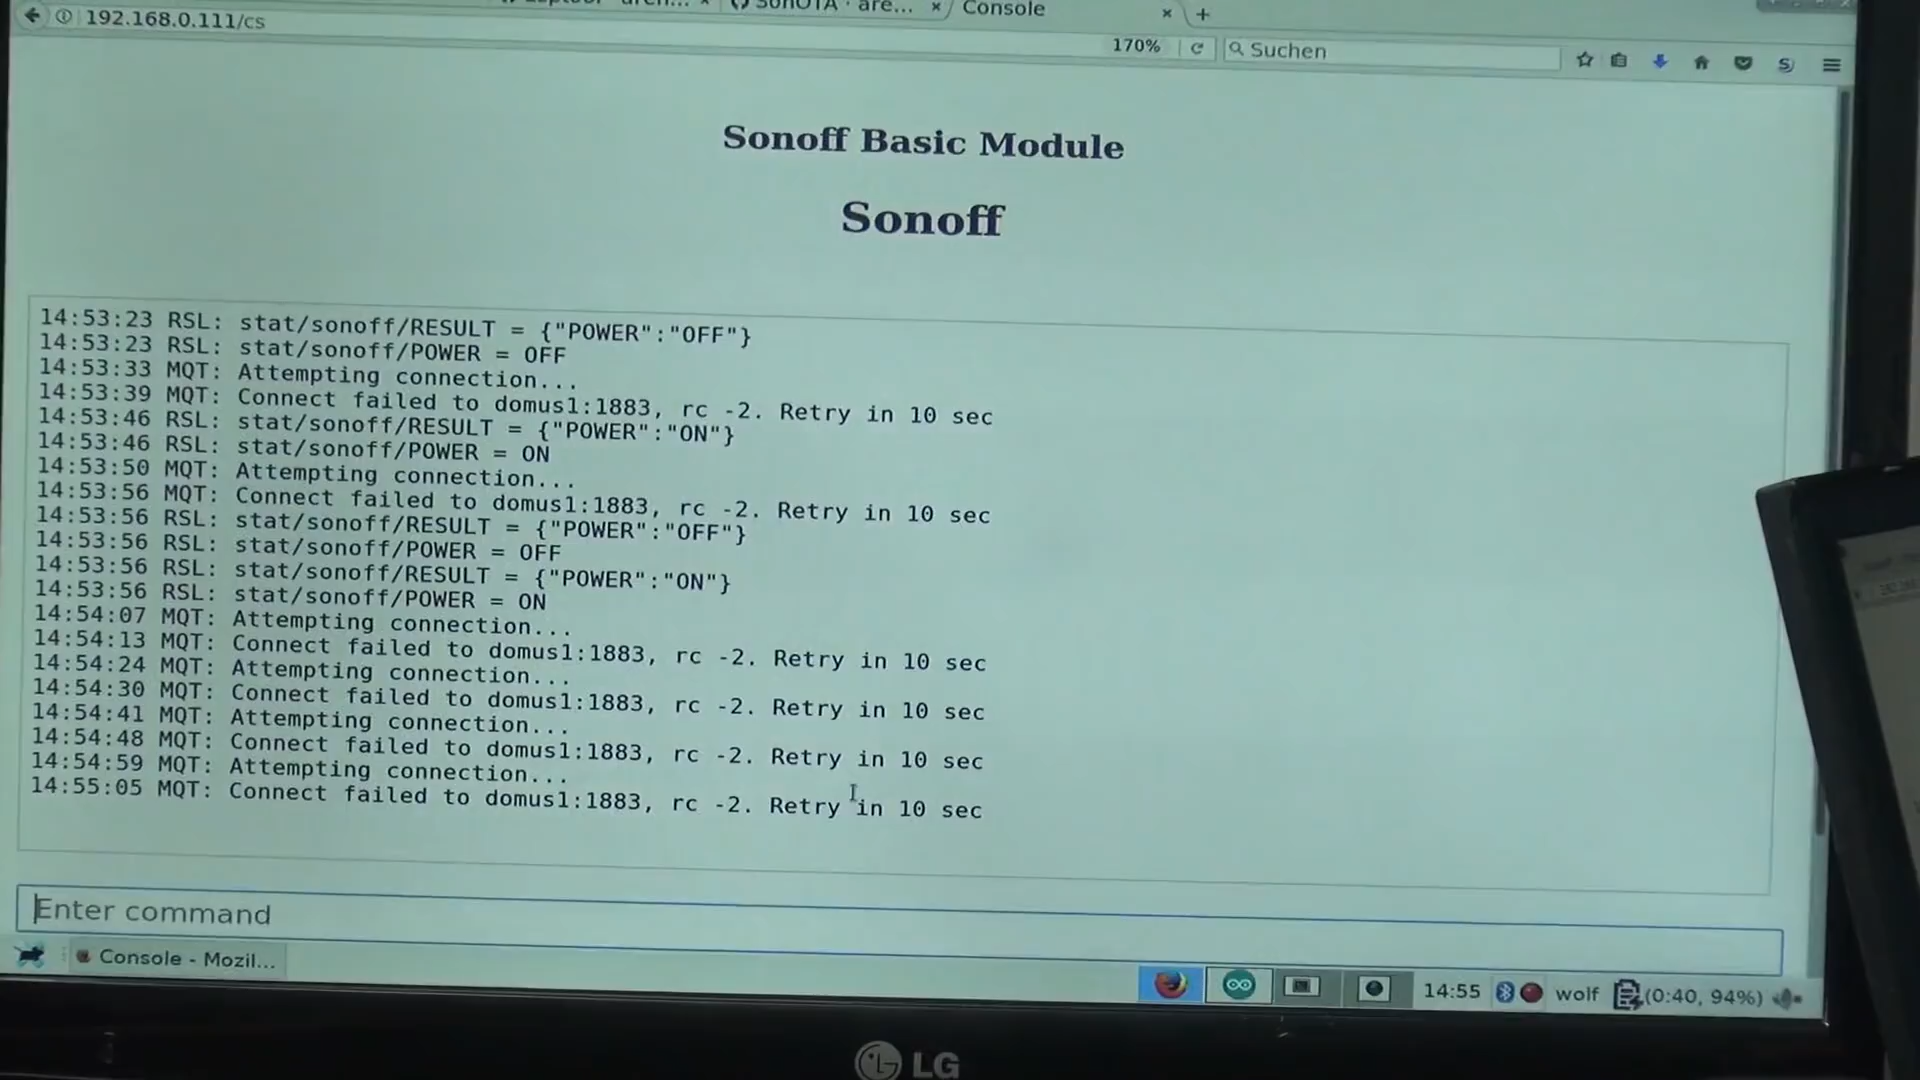 192.168.0.111/cs
SonOTA · are...
Console
170%
Suchen
Sonoff Basic Module
Sonoff
14:53:23 RSL: stat/sonoff/RESULT = {"POWER":"OFF"}
14:53:23 RSL: stat/sonoff/POWER = OFF
14:53:33 MQT: Attempting connection...
14:53:39 MQT: Connect failed to domus1:1883, rc -2. Retry in 10 sec
14:53:46 RSL: stat/sonoff/RESULT = {"POWER":"ON"}
14:53:46 RSL: stat/sonoff/POWER = ON
14:53:50 MQT: Attempting connection...
14:53:56 MQT: Connect failed to domus1:1883, rc -2. Retry in 10 sec
14:53:56 RSL: stat/sonoff/RESULT = {"POWER":"OFF"}
14:53:56 RSL: stat/sonoff/POWER = OFF
14:53:56 RSL: stat/sonoff/RESULT = {"POWER":"ON"}
14:53:56 RSL: stat/sonoff/POWER = ON
14:54:07 MQT: Attempting connection...
14:54:13 MQT: Connect failed to domus1:1883, rc -2. Retry in 10 sec
14:54:24 MQT: Attempting connection...
14:54:30 MQT: Connect failed to domus1:1883, rc -2. Retry in 10 sec
14:54:41 MQT: Attempting connection...
14:54:48 MQT: Connect failed to domus1:1883, rc -2. Retry in 10 sec
14:54:59 MQT: Attempting connection...
14:55:05 MQT: Connect failed to domus1:1883, rc -2. Retry in 10 sec
Enter command
Console - Mozil...
14:55
wolf
(0:40, 94%)
LG